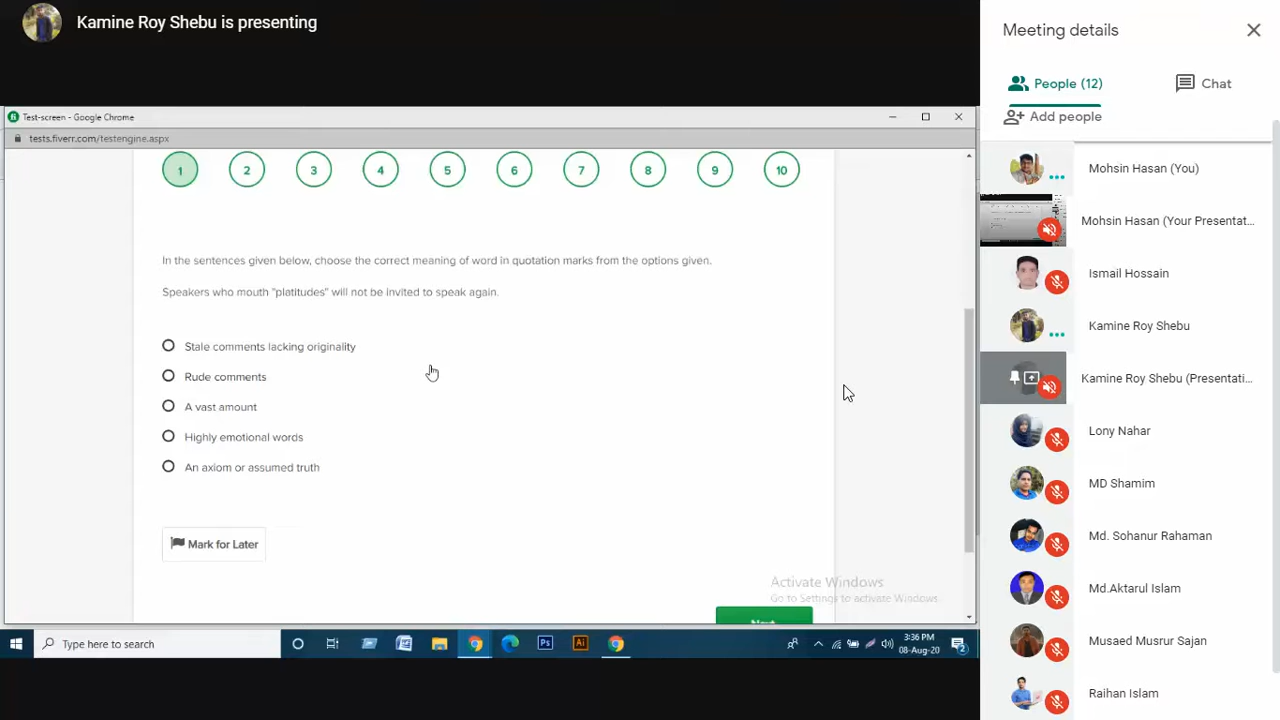 Kamine Roy Shebu is presenting
Test-screen - Google Chrome
tests.fiverr.com/testengine.aspx
1 2 3 4 5 6 7 8 9 10
In the sentences given below, choose the correct meaning of word in quotation marks from the options given.
Speakers who mouth "platitudes" will not be invited to speak again.
Stale comments lacking originality
Rude comments
A vast amount
Highly emotional words
An axiom or assumed truth
Mark for Later
Activate Windows
Go to Settings to activate Windows.
Next
Type here to search
3:36 PM
08-Aug-20
2
Meeting details
People (12)
Chat
Add people
Mohsin Hasan (You)
Mohsin Hasan (Your Presentat...
Ismail Hossain
Kamine Roy Shebu
Kamine Roy Shebu (Presentati...
Lony Nahar
MD Shamim
Md. Sohanur Rahaman
Md.Aktarul Islam
Musaed Musrur Sajan
Raihan Islam